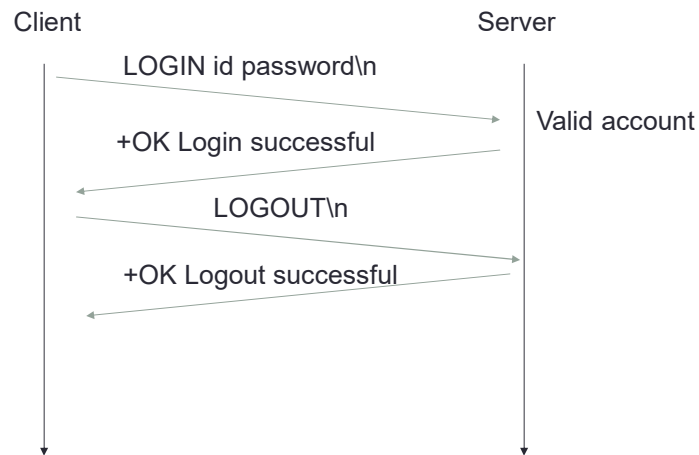 Client
Server
LOGIN id password\n
Valid account
+OK Login successful
LOGOUT\n
+OK Logout successful